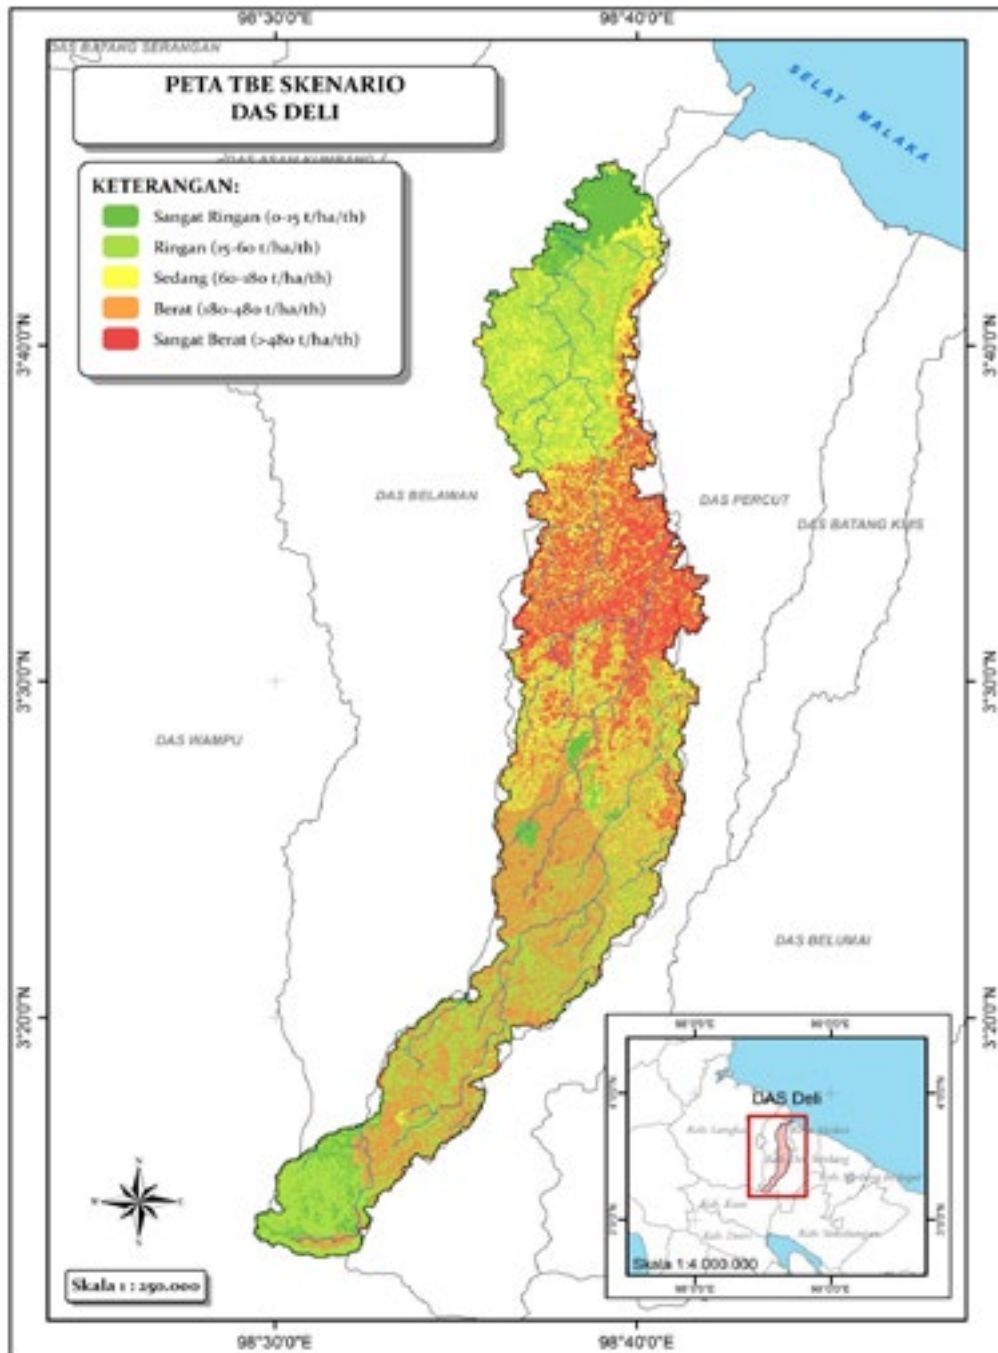 98°30'0"E
98°40'0"E
DAS BATANG SERANGAN
PETA TBE SKENARIO
DAS DELI
SELAT MALAKA
KETERANGAN:
Sangat Ringan (0-15 t/ha/th)
Ringan (15-60 t/ha/th)
Sedang (60-180 t/ha/th)
Berat (180-480 t/ha/th)
Sangat Berat (>480 t/ha/th)
3°40'0"N
3°40'0"N
DAS BELAWAN
DAS PERCUT
DAS BATANG KUIS
3°30'0"N
3°30'0"N
DAS WAMPU
DAS BELUMAI
3°20'0"N
3°20'0"N
DAS Deli
Skala 1:4.000.000
Skala 1 : 250.000
98°30'0"E
98°40'0"E